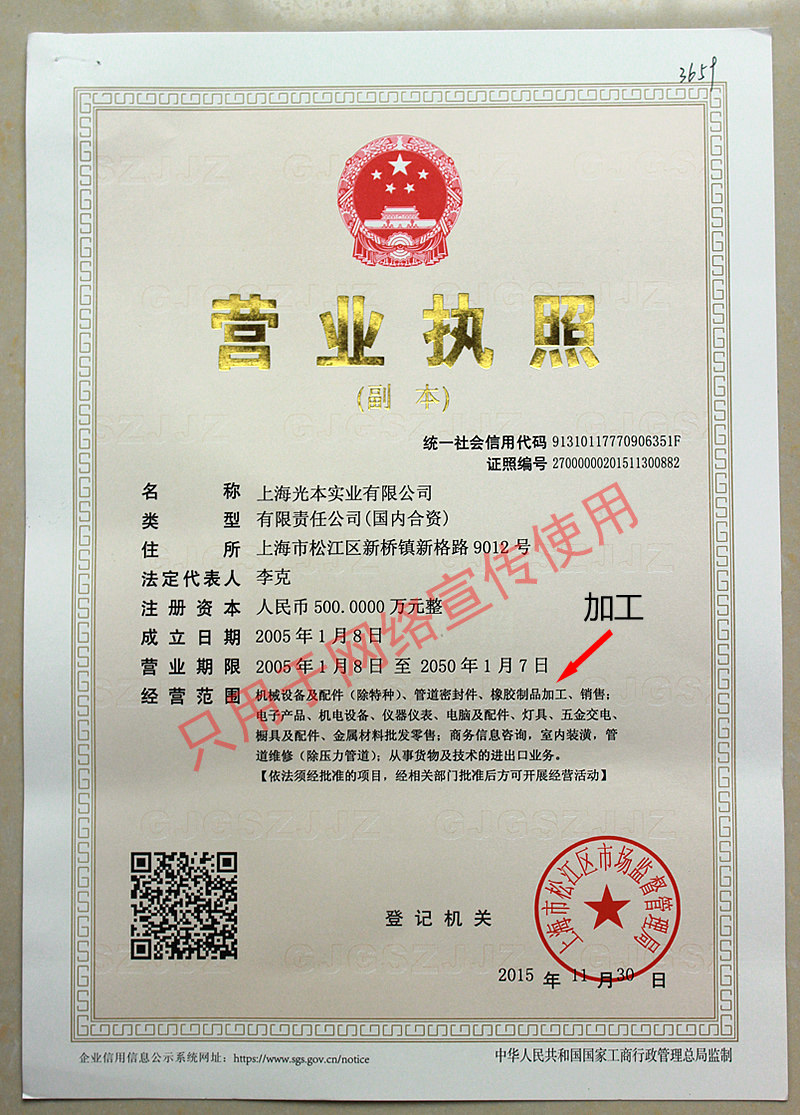 3659
营业执照
(副本)
统一社会信用代码 91310117770906351F
证照编号 27000000201511300882
名称 上海光本实业有限公司
类型 有限责任公司(国内合资)
住所 上海市松江区新桥镇新格路9012号
法定代表人 李克
注册资本 人民币500.0000万元整
成立日期 2005年1月8日
营业期限 2005年1月8日 至 2050年1月7日
经营范围 机械设备及配件（除特种）、管道密封件、橡胶制品加工、销售；
电子产品、机电设备、仪器仪表、电脑及配件、灯具、五金交电、
橱具及配件、金属材料批发零售；商务信息咨询，室内装潢，管
道维修（除压力管道）；从事货物及技术的进出口业务。
【依法须经批准的项目，经相关部门批准后方可开展经营活动】
加工
只用于网络宣传使用
登记机关
上海市松江区市场监督管理局
2015年11月30日
企业信用信息公示系统网址：https://www.sgs.gov.cn/notice
中华人民共和国国家工商行政管理总局监制